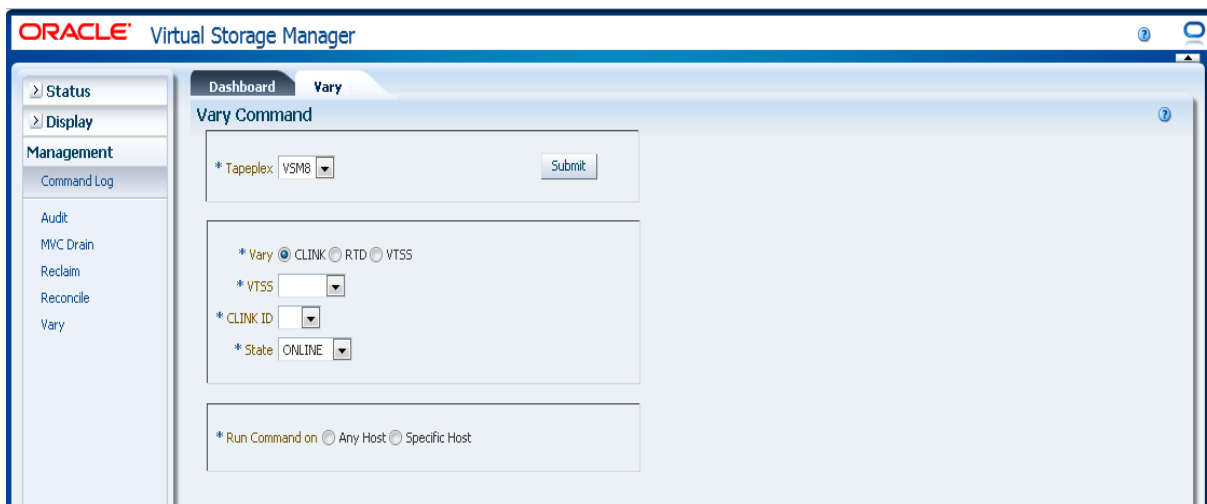 ORACLE® Virtual Storage Manager
Status
Display
Management
Command Log
Audit
MVC Drain
Reclaim
Reconcile
Vary
Dashboard Vary
Vary Command
* Tapeplex VSM8 Submit
* Vary CLINK RTD VTSS
* VTSS
* CLINK ID
* State ONLINE
* Run Command on Any Host Specific Host